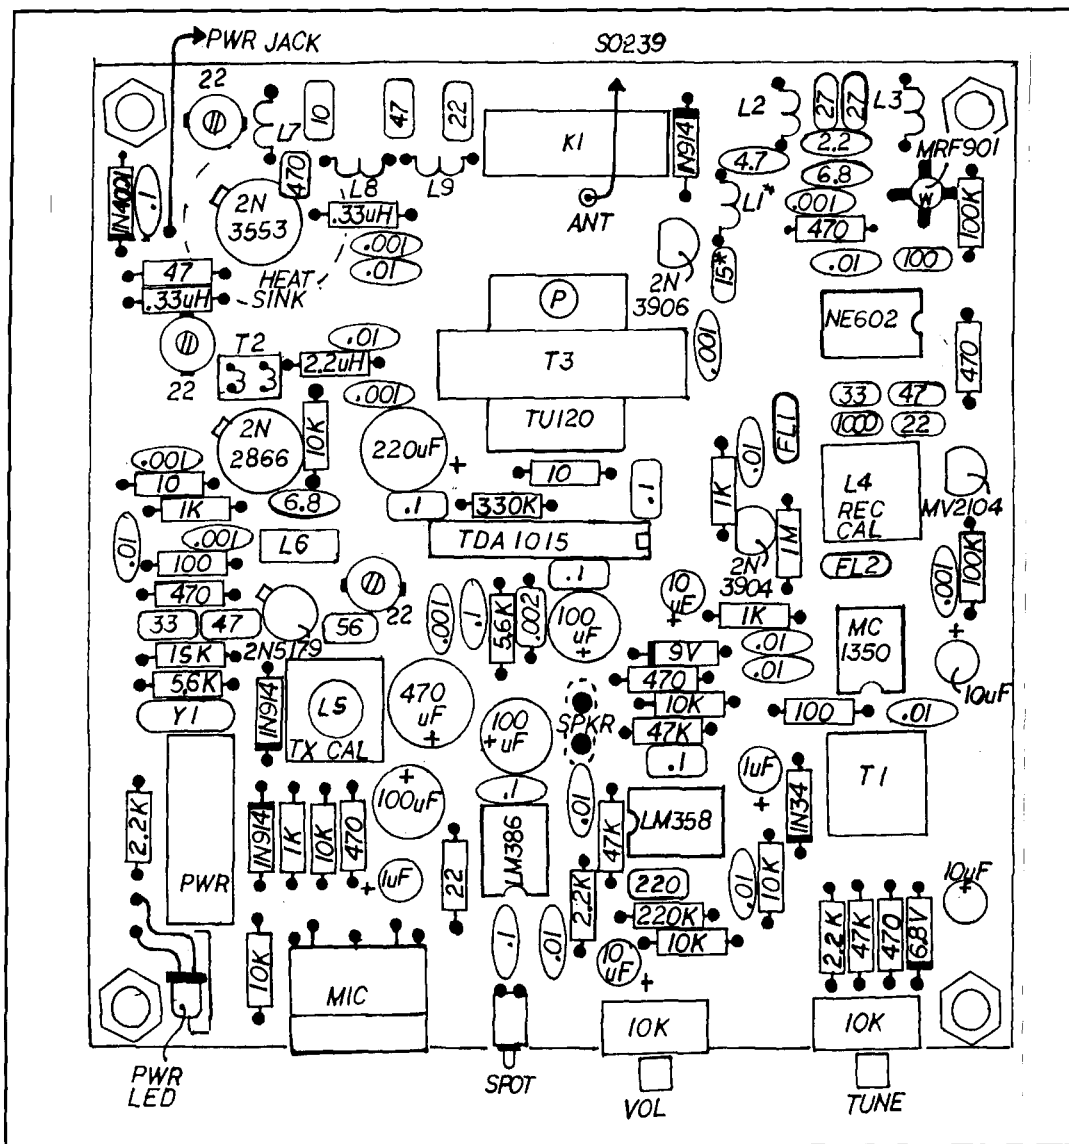 PWR JACK
SO239
22
L7
10
47
22
K1
1N914
L2
27
27
L3
2.2
MRF901
4.7
6.8
W
470
L8
L9
1N4001
.1
2N
3553
.33uH
ANT
L1*
.001
470
100K
.001
.01
2N
3906
15*
.01
100
47
.33uH
HEAT
SINK
P
NE602
22
T2
.01
2.2uH
T3
.001
470
.001
33
47
1000
22
2N
2866
10K
220uF
+
TU120
FL1
.01
.001
10
10
1K
6.8
.1
330K
.1
1K
L4
REC
CAL
MV2104
.01
.001
L6
TDA1015
2N
3904
1M
100
FL2
.001
100K
470
.1
10
uF
+
33
47
2N5179
56
22
.001
.1
5.6K
.002
100
uF
+
1K
.01
MC
1350
+
10uF
15K
9V
.01
5.6K
1N914
L5
TX CAL
470
uF
+
470
10K
100
.01
Y1
100
+uF
SPKR
47K
.1
1uF
+
1N34
T1
2.2K
+
100uF
.1
.01
PWR
1N914
1K
10K
470
LM386
47K
LM358
+
1uF
22
2.2K
220
.01
10K
10uF
+
220K
10K
.1
.01
10
uF
+
2.2K
47K
470
6.8V
10K
MIC
10K
10K
PWR
LED
SPOT
VOL
TUNE